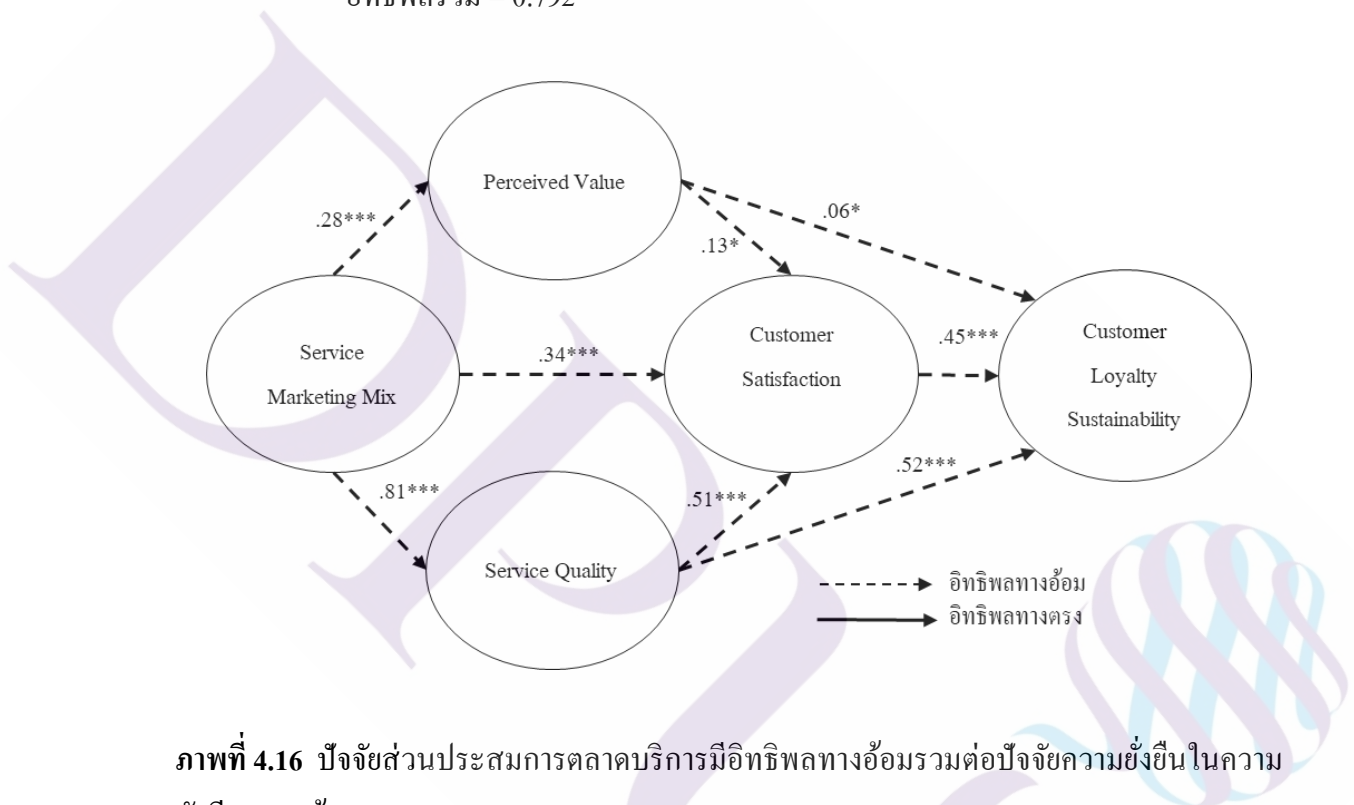 0.792
Perceived Value
.28***
.06*
.13*
Service
Marketing Mix
.34***
Customer
Satisfaction
.45***
Customer
Loyalty
Sustainability
.81***
.51***
.52***
Service Quality
อิทธิพลทางอ้อม
อิทธิพลทางตรง
ภาพที่ 4.16 ปัจจัยส่วนประสมการตลาดบริการมีอิทธิพลทางอ้อมรวมต่อปัจจัยความยั่งยืนในความ